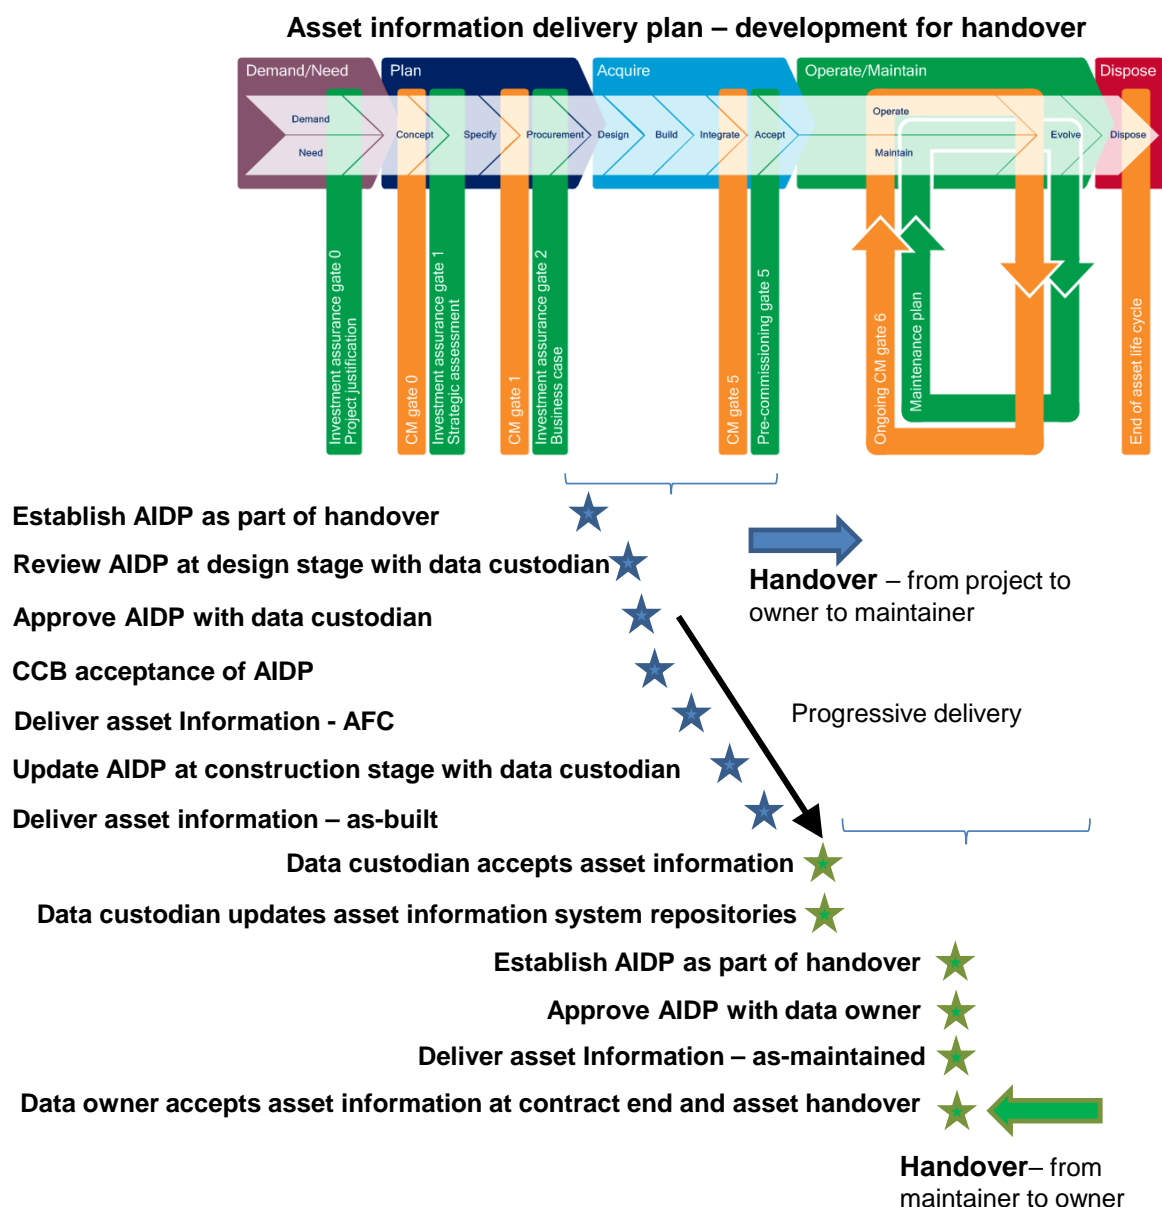 Asset information delivery plan – development for handover
Demand/Need
Plan
Acquire
Operate/Maintain
Dispose
Demand
Need
Concept
Specify
Procurement
Design
Build
Integrate
Accept
Operate
Maintain
Evolve
Dispose
Investment assurance gate 0
Project justification
CM gate 0
Investment assurance gate 1
Strategic assessment
CM gate 1
Investment assurance gate 2
Business case
CM gate 5
Pre-commissioning gate 5
Ongoing CM gate 6
Maintenance plan
End of asset life cycle
Establish AIDP as part of handover
Review AIDP at design stage with data custodian
Approve AIDP with data custodian
CCB acceptance of AIDP
Deliver asset Information - AFC
Update AIDP at construction stage with data custodian
Deliver asset information – as-built
Handover – from project to
owner to maintainer
Progressive delivery
Data custodian accepts asset information
Data custodian updates asset information system repositories
Establish AIDP as part of handover
Approve AIDP with data owner
Deliver asset Information – as-maintained
Data owner accepts asset information at contract end and asset handover
Handover– from
maintainer to owner